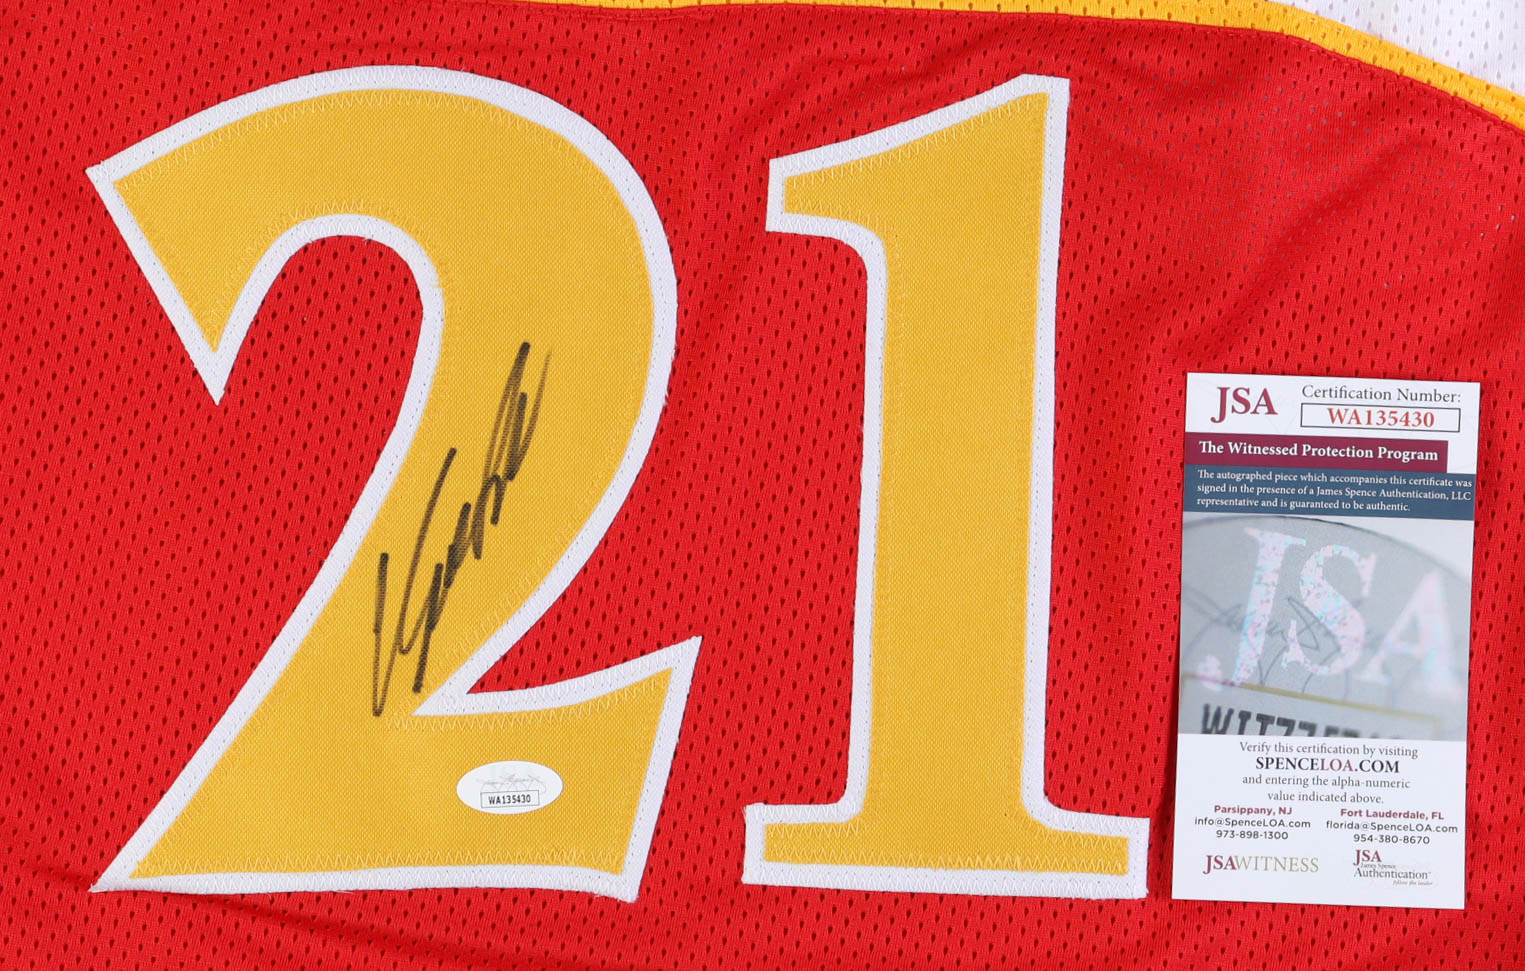 21
WA135430
JSA
Certification Number:
WA135430
The Witnessed Protection Program
The autographed piece which accompanies this certificate was
signed in the presence of a James Spence Authentication, LLC
representative and is guaranteed to be authentic.
JSA
Verify this certification by visiting
SPENCELOA.COM
and entering the alpha-numeric
value indicated above.
Parsippany, NJ
info@SpenceLOA.com
973-898-1300
Fort Lauderdale, FL
florida@SpenceLOA.com
954-380-8670
JSAWITNESS
JSA
James Spence
Authentication